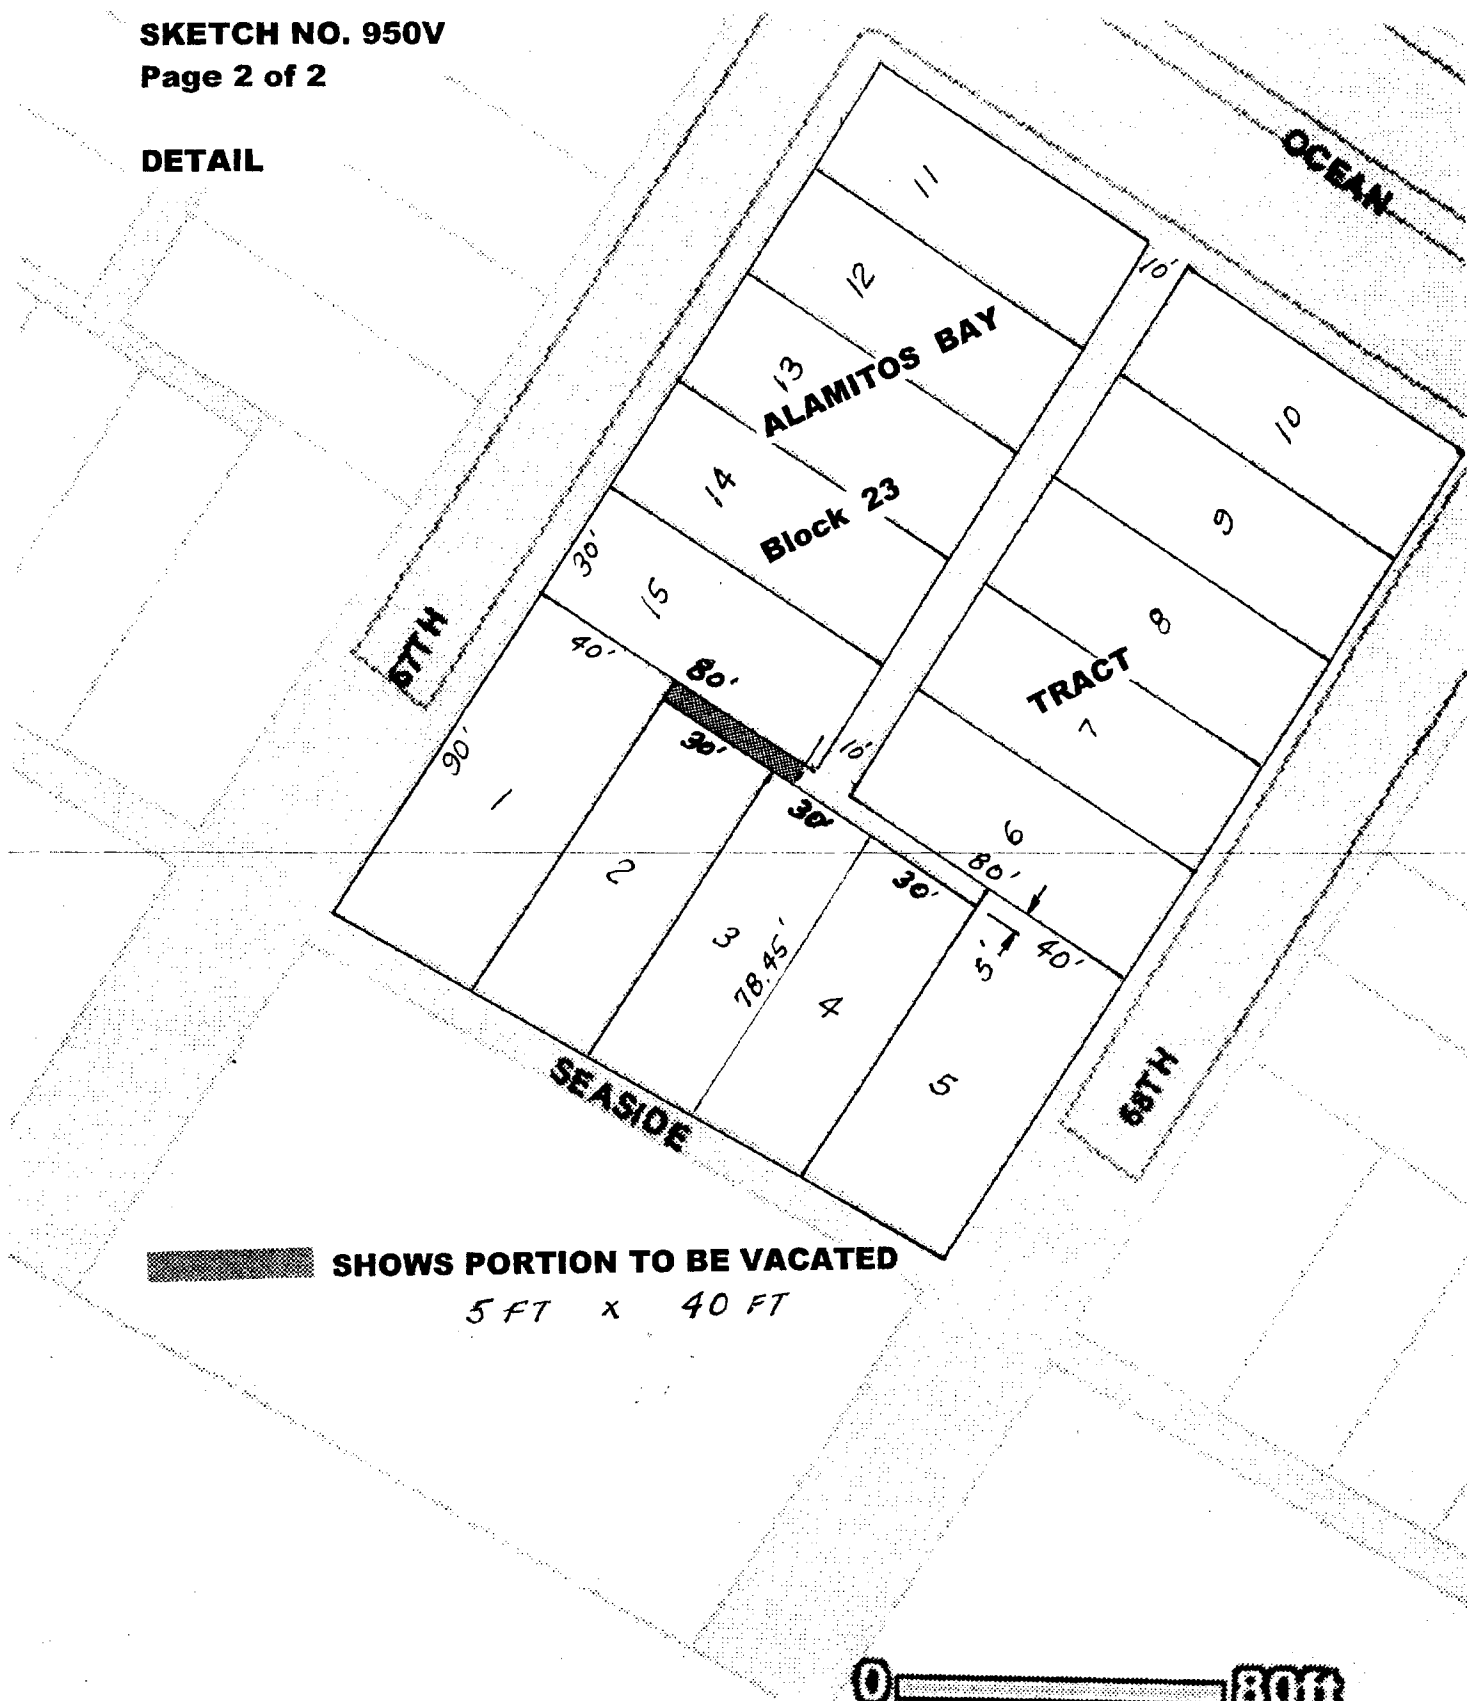 SKETCH NO. 950V
Page 2 of 2
DETAIL
OCEAN
11
10'
12
ALAMITOS BAY
13
10
14
Block 23
9
30'
15
8
67TH
40'
80'
TRACT
7
30'
10'
90'
1
30'
6
80'
2
30'
3
78.45'
5'
40'
4
5
68TH
SEASIDE
SHOWS PORTION TO BE VACATED
5 FT x 40 FT
0 80ft